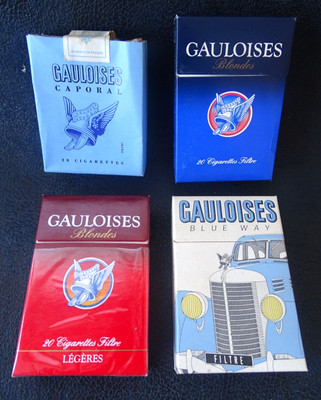 GAULOISES
CAPORAL
20 CIGARETTES
GAULOISES
Blondes
20 Cigarettes Filtre
GAULOISES
Blondes
20 Cigarettes Filtre
LÉGÈRES
GAULOISES
BLUE WAY
FILTRE